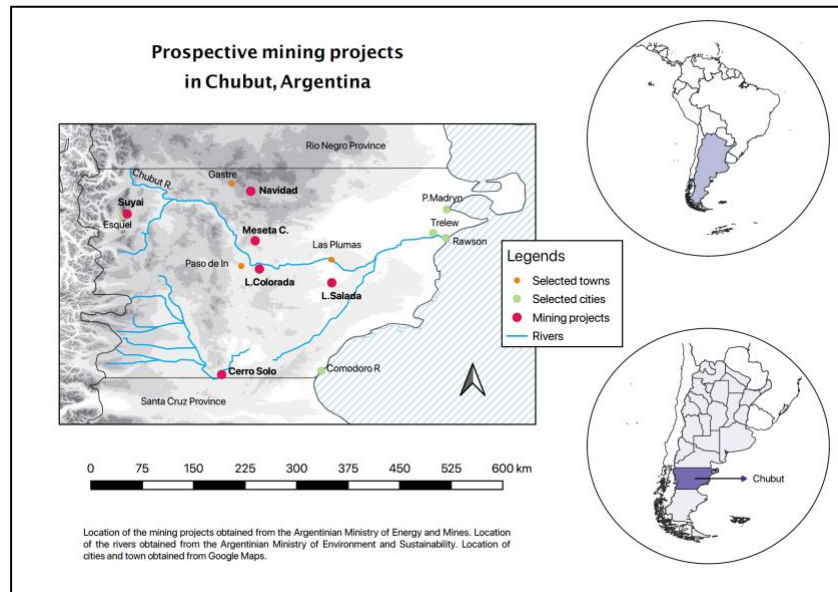 Prospective mining projects
in Chubut, Argentina
Rio Negro Province
Chubut R.
Gastre
Navidad
Suyai
Esquel
P.Madryn
Trelew
Rawson
Meseta C.
Las Plumas
Paso de In
L.Colorada
L.Salada
Cerro Solo
Comodoro R
Santa Cruz Province
Legends
Selected towns
Selected cities
Mining projects
Rivers
Chubut
0 75 150 225 300 375 450 525 600 km
Location of the mining projects obtained from the Argentinian Ministry of Energy and Mines. Location
of the rivers obtained from the Argentinian Ministry of Environment and Sustainability. Location of
cities and town obtained from Google Maps.